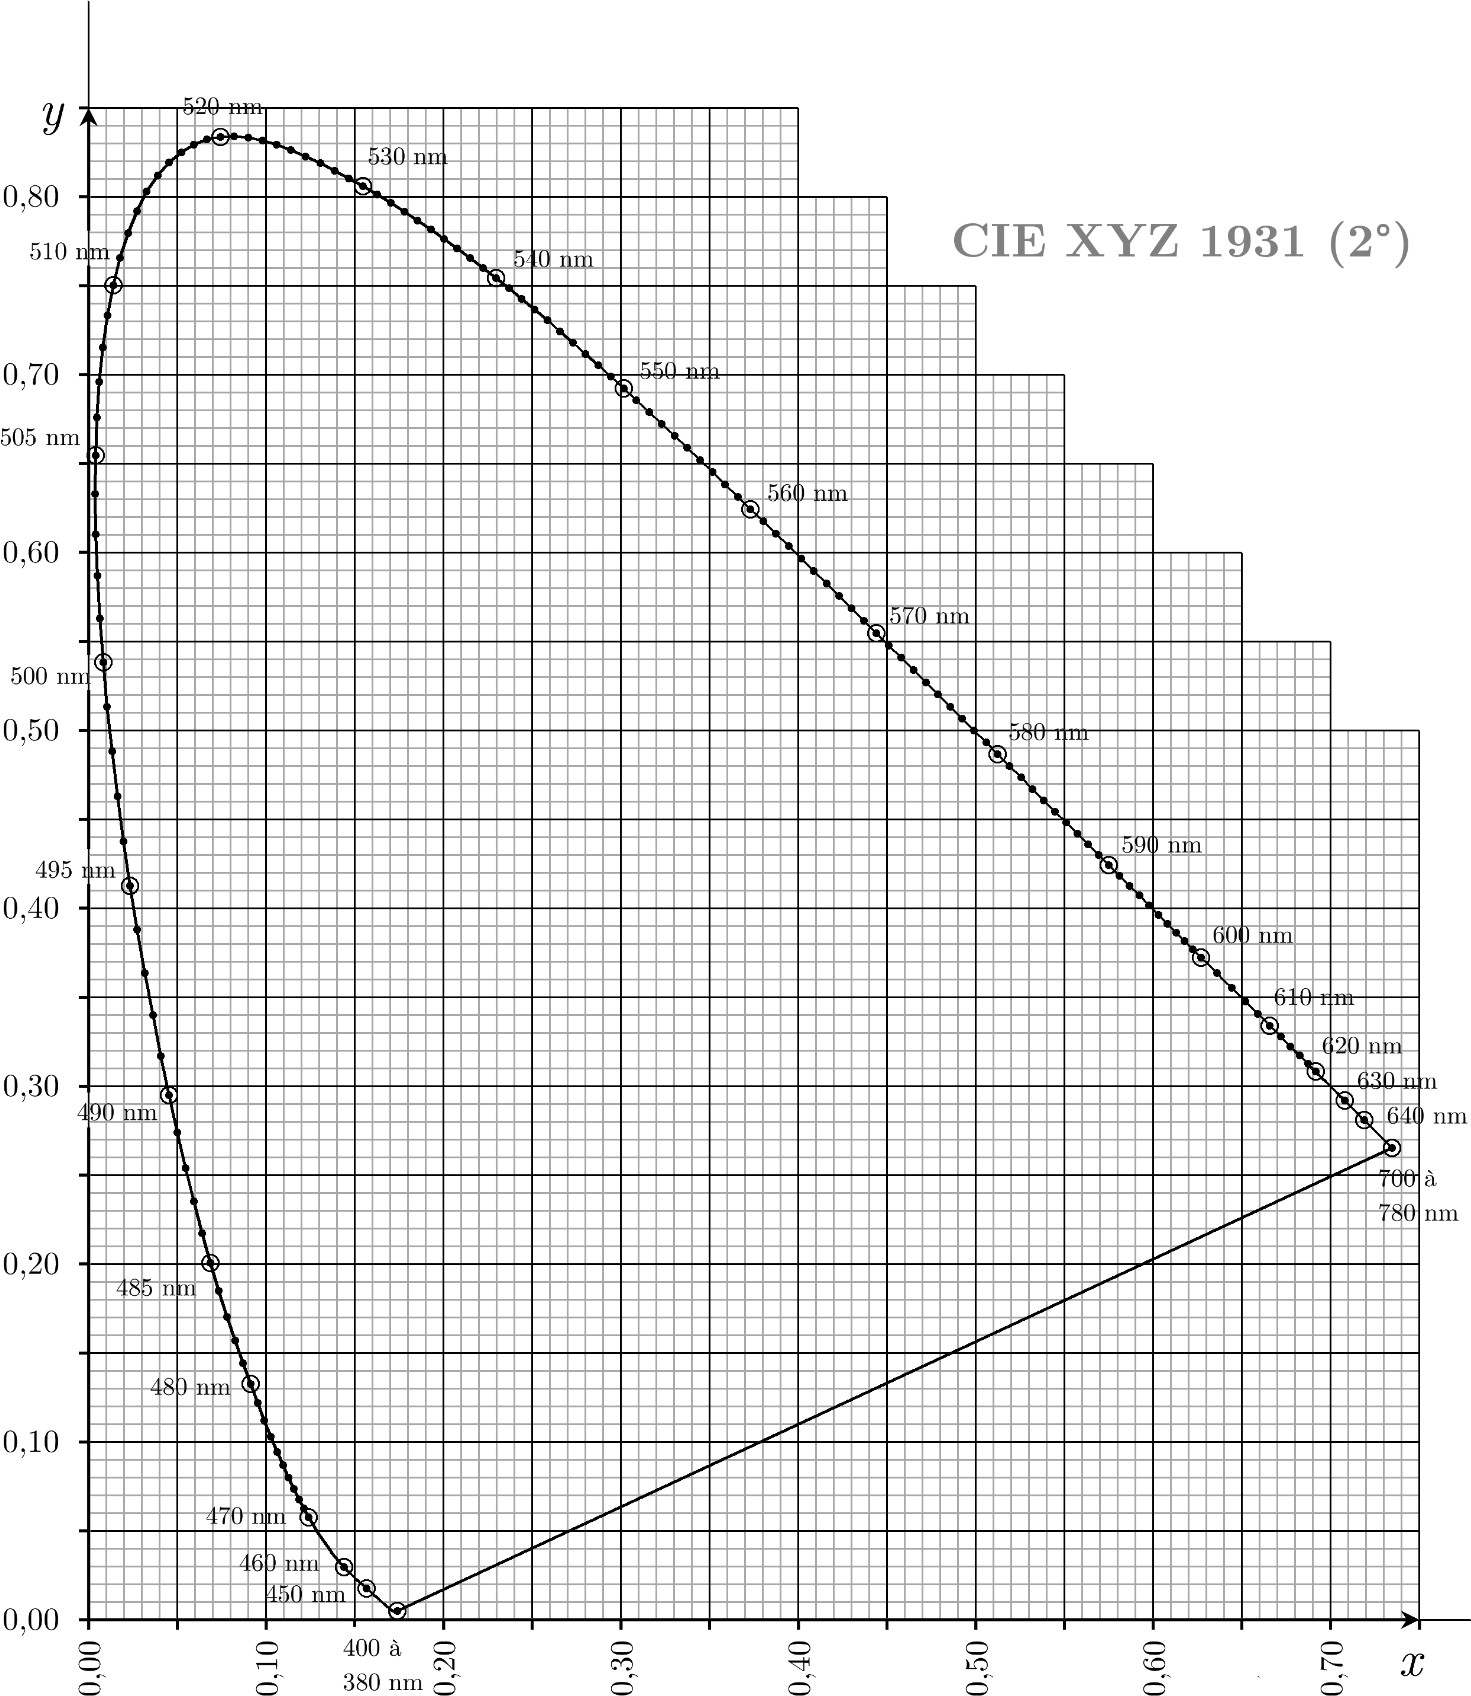 y
520 nm
530 nm
0,80
CIE XYZ 1931 (2°)
510 nm
540 nm
0,70
550 nm
505 nm
560 nm
0,60
570 nm
500 nm
0,50
580 nm
590 nm
495 nm
0,40
600 nm
610 nm
620 nm
0,30
630 nm
490 nm
640 nm
700 à
780 nm
0,20
485 nm
480 nm
0,10
470 nm
460 nm
450 nm
0,00
0,00
0,10
400 à
380 nm
0,20
0,30
0,40
0,50
0,60
0,70
x